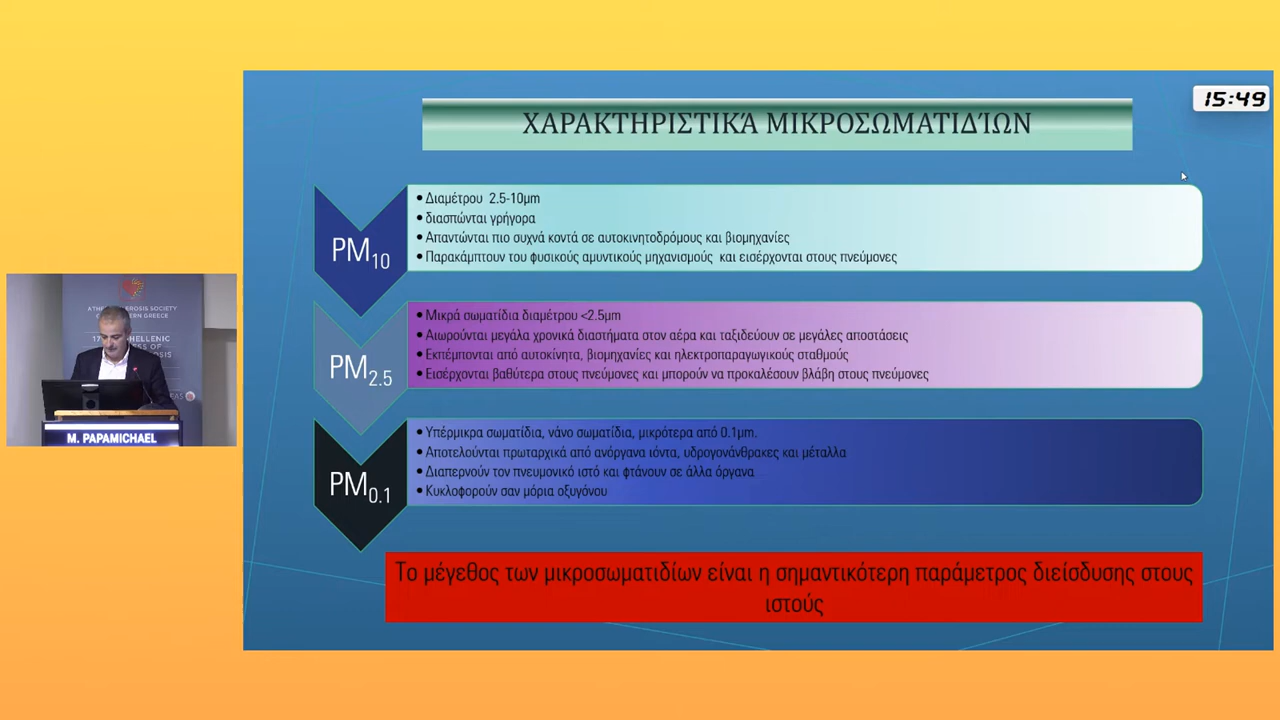 15:49
ΧΑΡΑΚΤΗΡΙΣΤΙΚΆ ΜΙΚΡΟΣΩΜΑΤΙΔΊΩΝ
PM10
• Διαμέτρου 2.5-10μm
• διασπώνται γρήγορα
• Απαντώνται πιο συχνά κοντά σε αυτοκινητοδρόμους και βιομηχανίες
• Παρακάμπτουν του φυσικούς αμυντικούς μηχανισμούς και εισέρχονται στους πνεύμονες
PM2.5
• Μικρά σωματίδια διαμέτρου <2.5μm
• Αιωρούνται μεγάλα χρονικά διαστήματα στον αέρα και ταξιδεύουν σε μεγάλες αποστάσεις
• Εκπέμπονται από αυτοκίνητα, βιομηχανίες και ηλεκτροπαραγωγικούς σταθμούς
• Εισέρχονται βαθύτερα στους πνεύμονες και μπορούν να προκαλέσουν βλάβη στους πνεύμονες
PM0.1
• Υπέρμικρα σωματίδια, νάνο σωματίδια, μικρότερα από 0.1μm.
• Αποτελούνται πρωταρχικά από ανόργανα ιόντα, υδρογονάνθρακες και μέταλλα
• Διαπερνούν τον πνευμονικό ιστό και φτάνουν σε άλλα όργανα
• Κυκλοφορούν σαν μόρια οξυγόνου
Το μέγεθος των μικροσωματιδίων είναι η σημαντικότερη παράμετρος διείσδυσης στους
ιστούς
M. PAPAMICHAEL